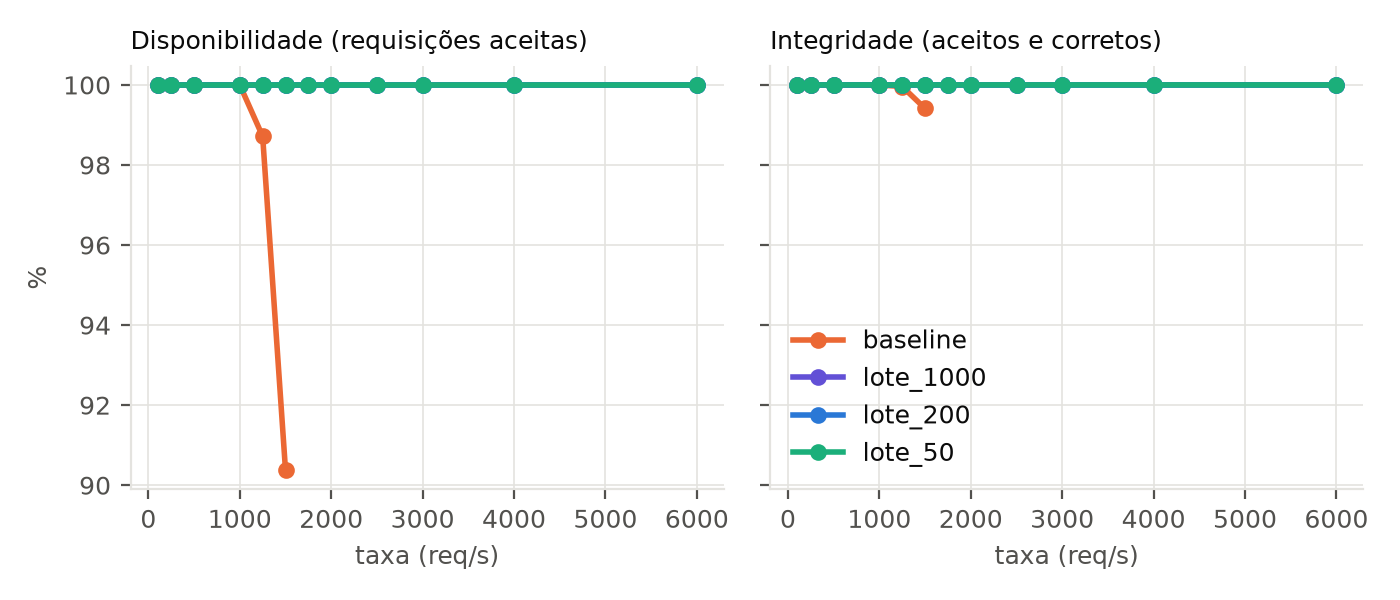 Disponibilidade (requisições aceitas)
%
100
98
96
94
92
90
0 1000 2000 3000 4000 5000 6000
taxa (req/s)
Integridade (aceitos e corretos)
baseline
lote_1000
lote_200
lote_50
0 1000 2000 3000 4000 5000 6000
taxa (req/s)